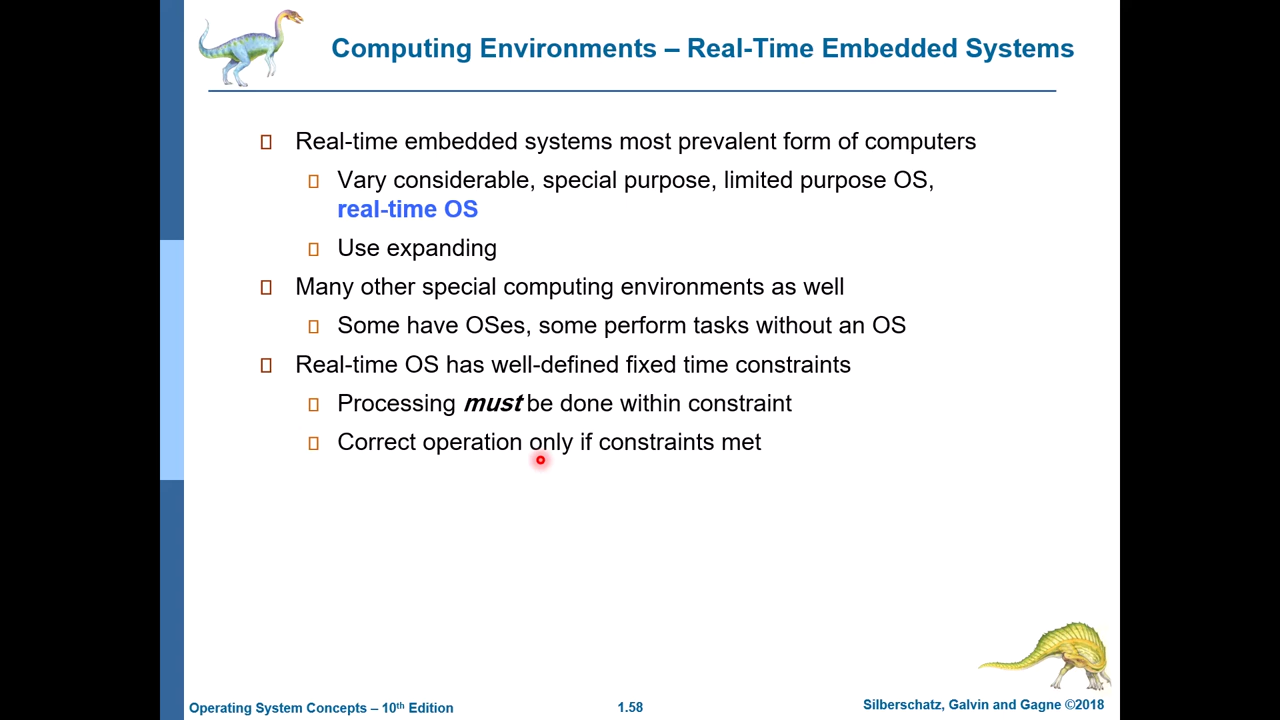 Computing Environments – Real-Time Embedded Systems
Real-time embedded systems most prevalent form of computers
Vary considerable, special purpose, limited purpose OS,
real-time OS
Use expanding
Many other special computing environments as well
Some have OSes, some perform tasks without an OS
Real-time OS has well-defined fixed time constraints
Processing must be done within constraint
Correct operation only if constraints met
Operating System Concepts – 10th Edition
1.58
Silberschatz, Galvin and Gagne ©2018